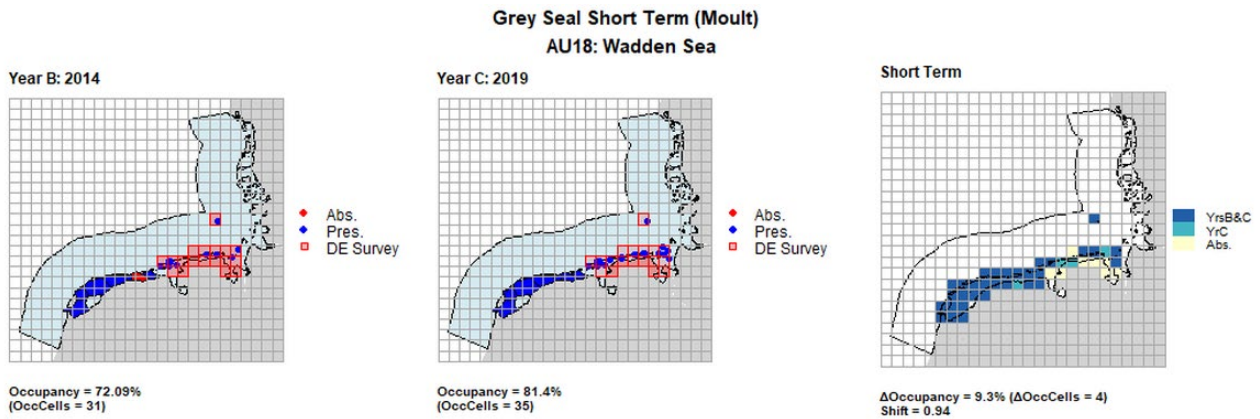 Grey Seal Short Term (Moult)
AU18: Wadden Sea
Year B: 2014
Abs.
Pres.
DE Survey
Occupancy = 72.09%
(OccCells = 31)
Year C: 2019
Abs.
Pres.
DE Survey
Occupancy = 81.4%
(OccCells = 35)
Short Term
YrsB&C
YrC
Abs.
ΔOccupancy = 9.3% (ΔOccCells = 4)
Shift = 0.94